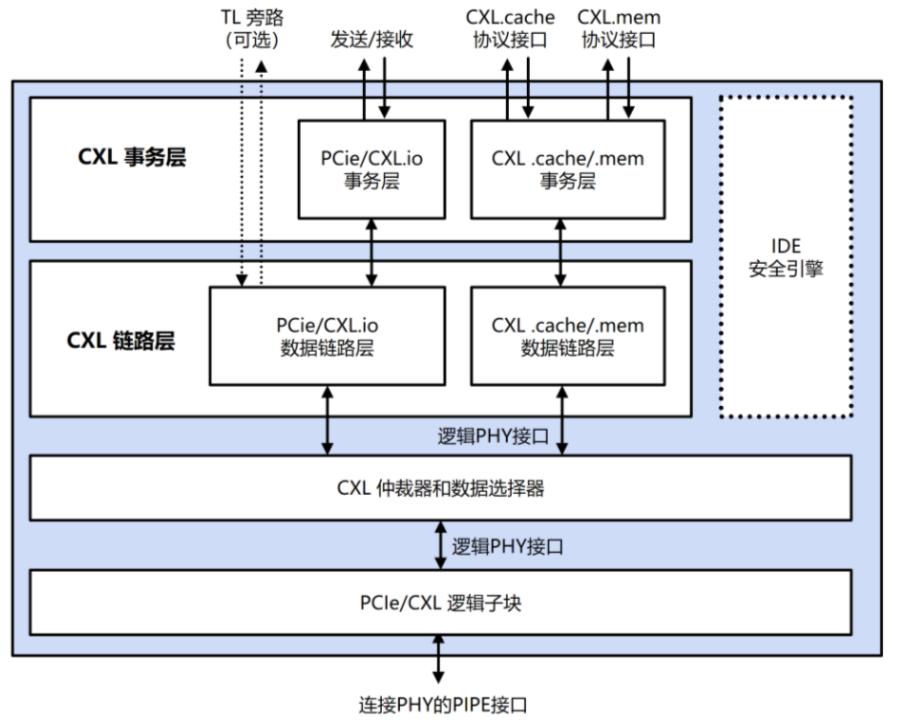 TL 旁路
(可选)
发送/接收
CXL.cache
协议接口
CXL.mem
协议接口
CXL 事务层
PCie/CXL.io
事务层
CXL .cache/.mem
事务层
IDE
安全引擎
CXL 链路层
PCie/CXL.io
数据链路层
CXL .cache/.mem
数据链路层
逻辑PHY接口
CXL 仲裁器和数据选择器
逻辑PHY接口
PCIe/CXL 逻辑子块
连接PHY的PIPE接口